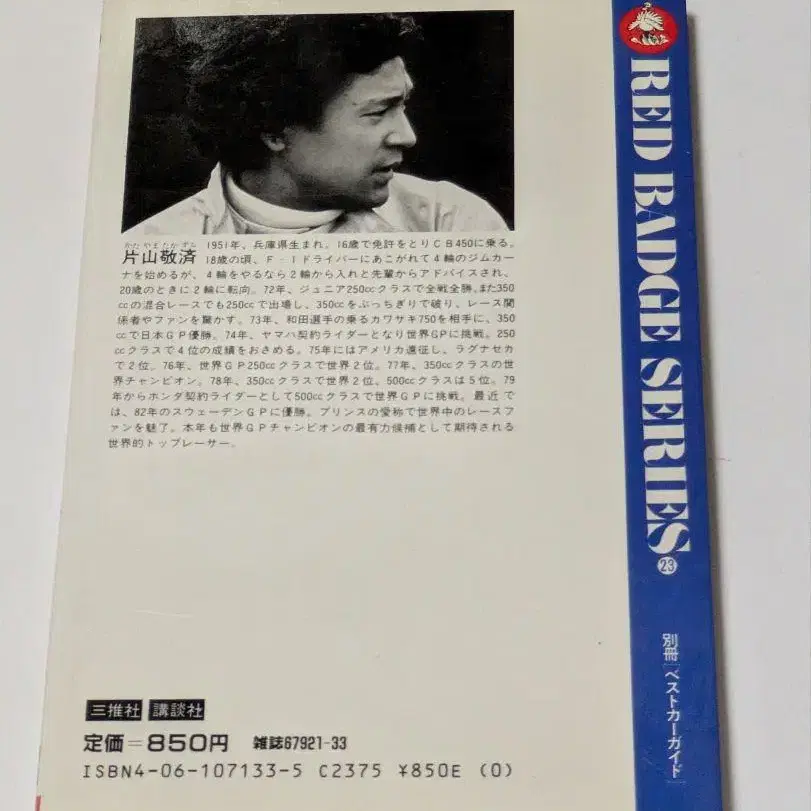 かたやまたかずみ
片山敬済 1951年、兵庫県生まれ。16歳で免許をとりCB450に乗る。
18歳の頃、F-1ドライバーにあこがれて4輪のジムカー
ナを始めるが、4輪をやるなら2輪から入れと先輩からアドバイスされ、
20歳のときに2輪に転向。72年、ジュニア250ccクラスで全戦全勝。また350
ccの混合レースでも250ccで出場し、350ccをぶっちぎりで破り、レース関
係者やファンを驚かす。73年、和田選手の乗るカワサキ750を相手に、350
ccで日本GP優勝。74年、ヤマハ契約ライダーとなり世界GPに挑戦。250
ccクラスで4位の成績をおさめる。75年にはアメリカ遠征し、ラグナセカ
で2位。76年、世界GP250ccクラスで世界2位。77年、350ccクラスの世
界チャンピオン。78年、350ccクラスで世界2位、500ccクラスは5位。79
年からホンダ契約ライダーとして500ccクラスで世界GPに挑戦。最近で
は、82年のスウェーデンGPに優勝。プリンスの愛称で世界中のレースフ
ァンを魅了。本年も世界GPチャンピオンの最有力候補として期待される
世界的トップレーサー。
三推社 講談社
定価=850円 雑誌67921-33
ISBN4-06-107133-5 C2375 ¥850E (0)
RED BADGE SERIES 23
別冊 ベストカーガイド